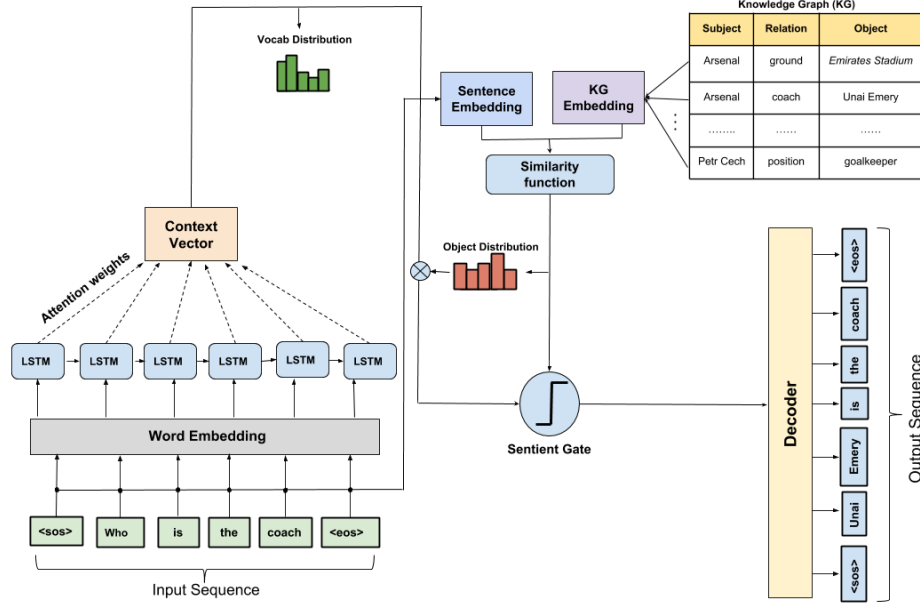 Knowledge Graph (KG)
Subject Relation Object
Arsenal ground Emirates Stadium
Arsenal coach Unai Emery
........ ...... ......
Petr Cech position goalkeeper
Vocab Distribution
Sentence
Embedding
KG
Embedding
Similarity
function
Context
Vector
Object Distribution
Attention weights
LSTM LSTM LSTM LSTM LSTM LSTM
Word Embedding
Sentient Gate
<sos> Who is the coach <eos>
Input Sequence
Decoder
<eos>
coach
the
is
Emery
Unai
<sos>
Output Sequence